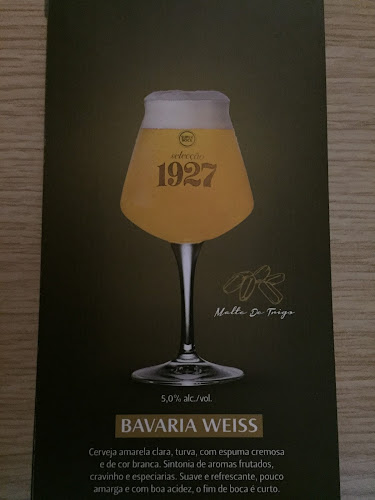 selecção
1927
Malte De Trigo
5,0% alc./vol.
BAVARIA WEISS
Cerveja amarela clara, turva, com espuma cremosa
e de cor branca. Sintonia de aromas frutados,
cravinho e especiarias. Suave e refrescante, pouco
amarga e com boa acidez, o fim de boca é curto.